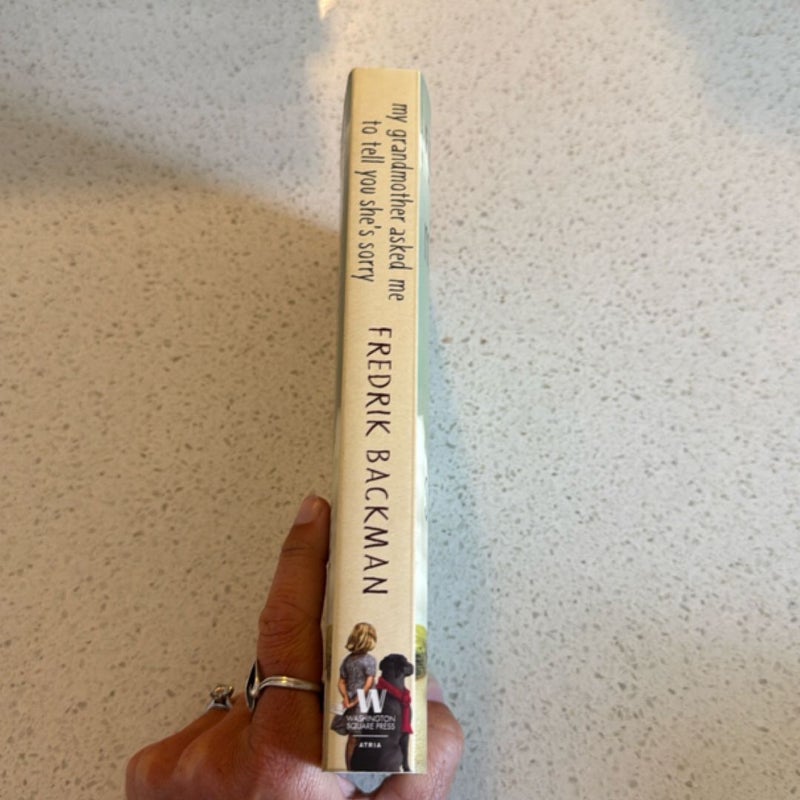 my grandmother asked me
to tell you she's sorry
FREDRIK BACKMAN
W
WASHINGTON
SQUARE PRESS
ATRIA